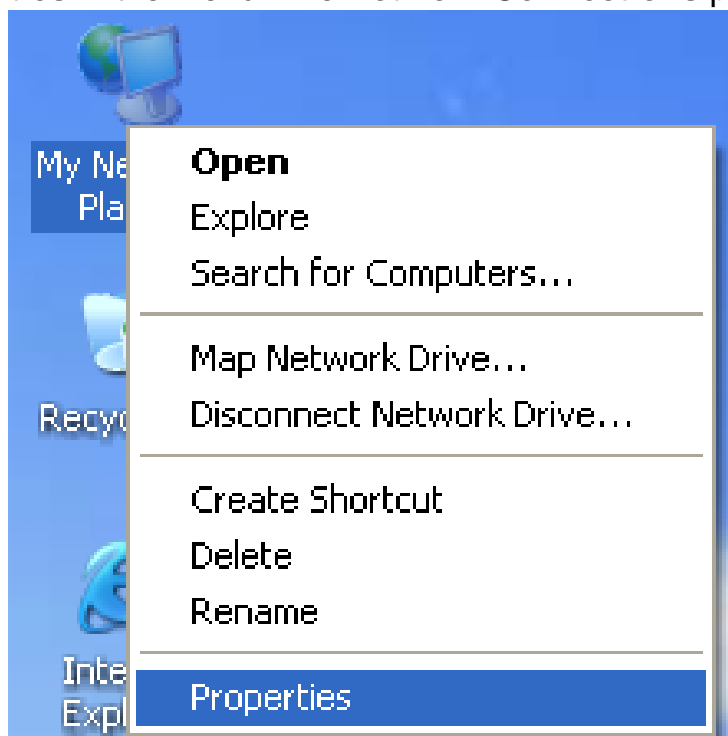 My Ne
Pla
Open
Explore
Search for Computers...
Map Network Drive...
Disconnect Network Drive...
Recyc
Create Shortcut
Delete
Rename
Inte
Expl
Properties